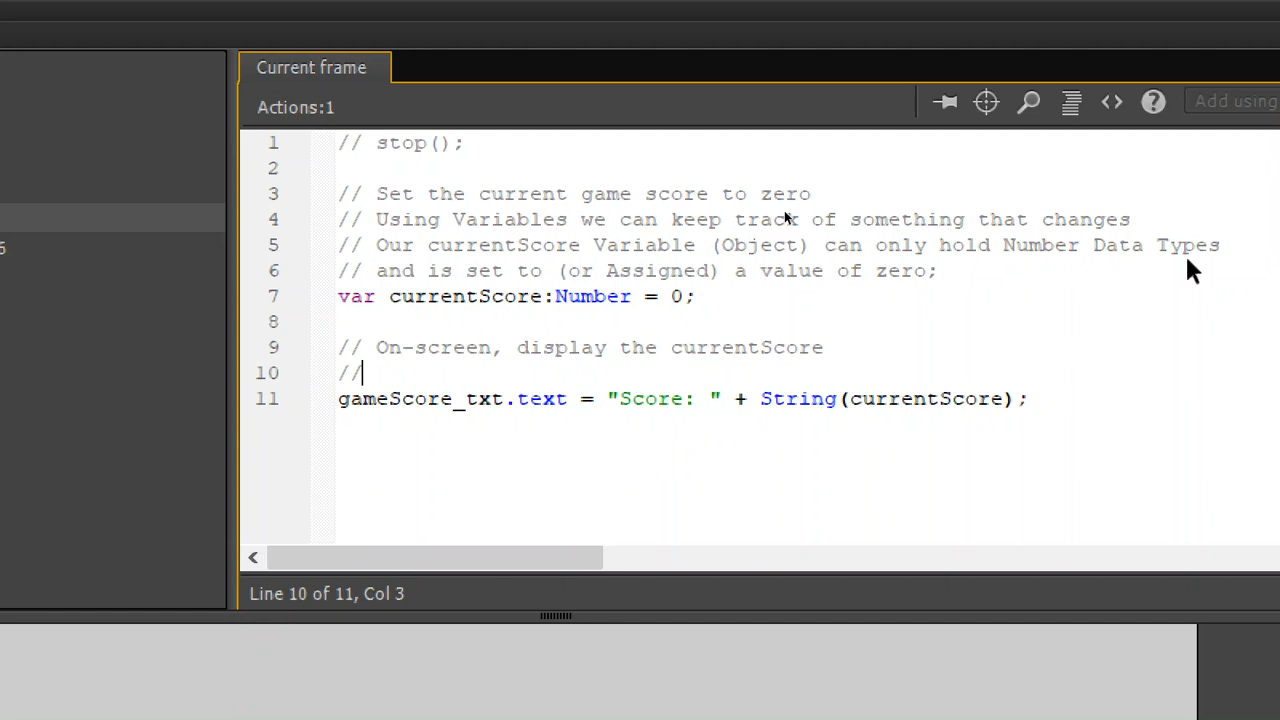 Current frame
Actions:1
Add using
1 // stop();
2
3 // Set the current game score to zero
4 // Using Variables we can keep track of something that changes
5 // Our currentScore Variable (Object) can only hold Number Data Types
6 // and is set to (or Assigned) a value of zero;
7 var currentScore:Number = 0;
8
9 // On-screen, display the currentScore
10 //
11 gameScore_txt.text = "Score: " + String(currentScore);
6
Line 10 of 11, Col 3